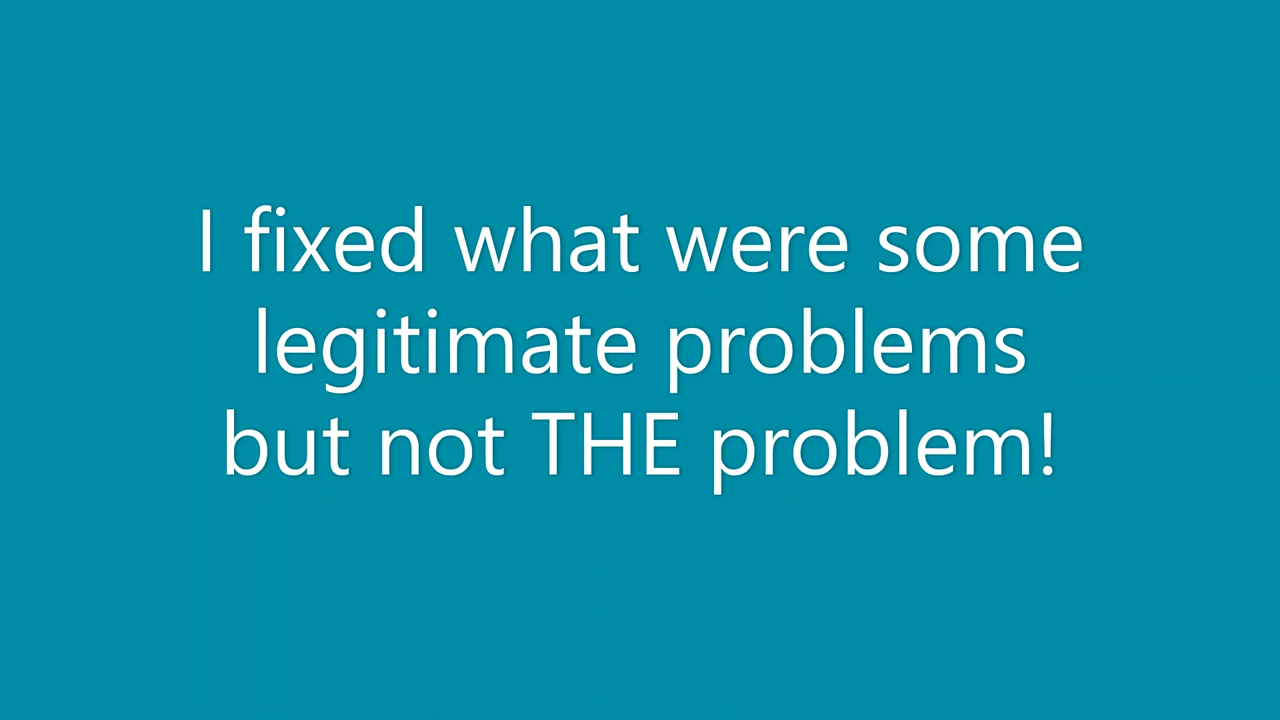 I fixed what were some
legitimate problems
but not THE problem!